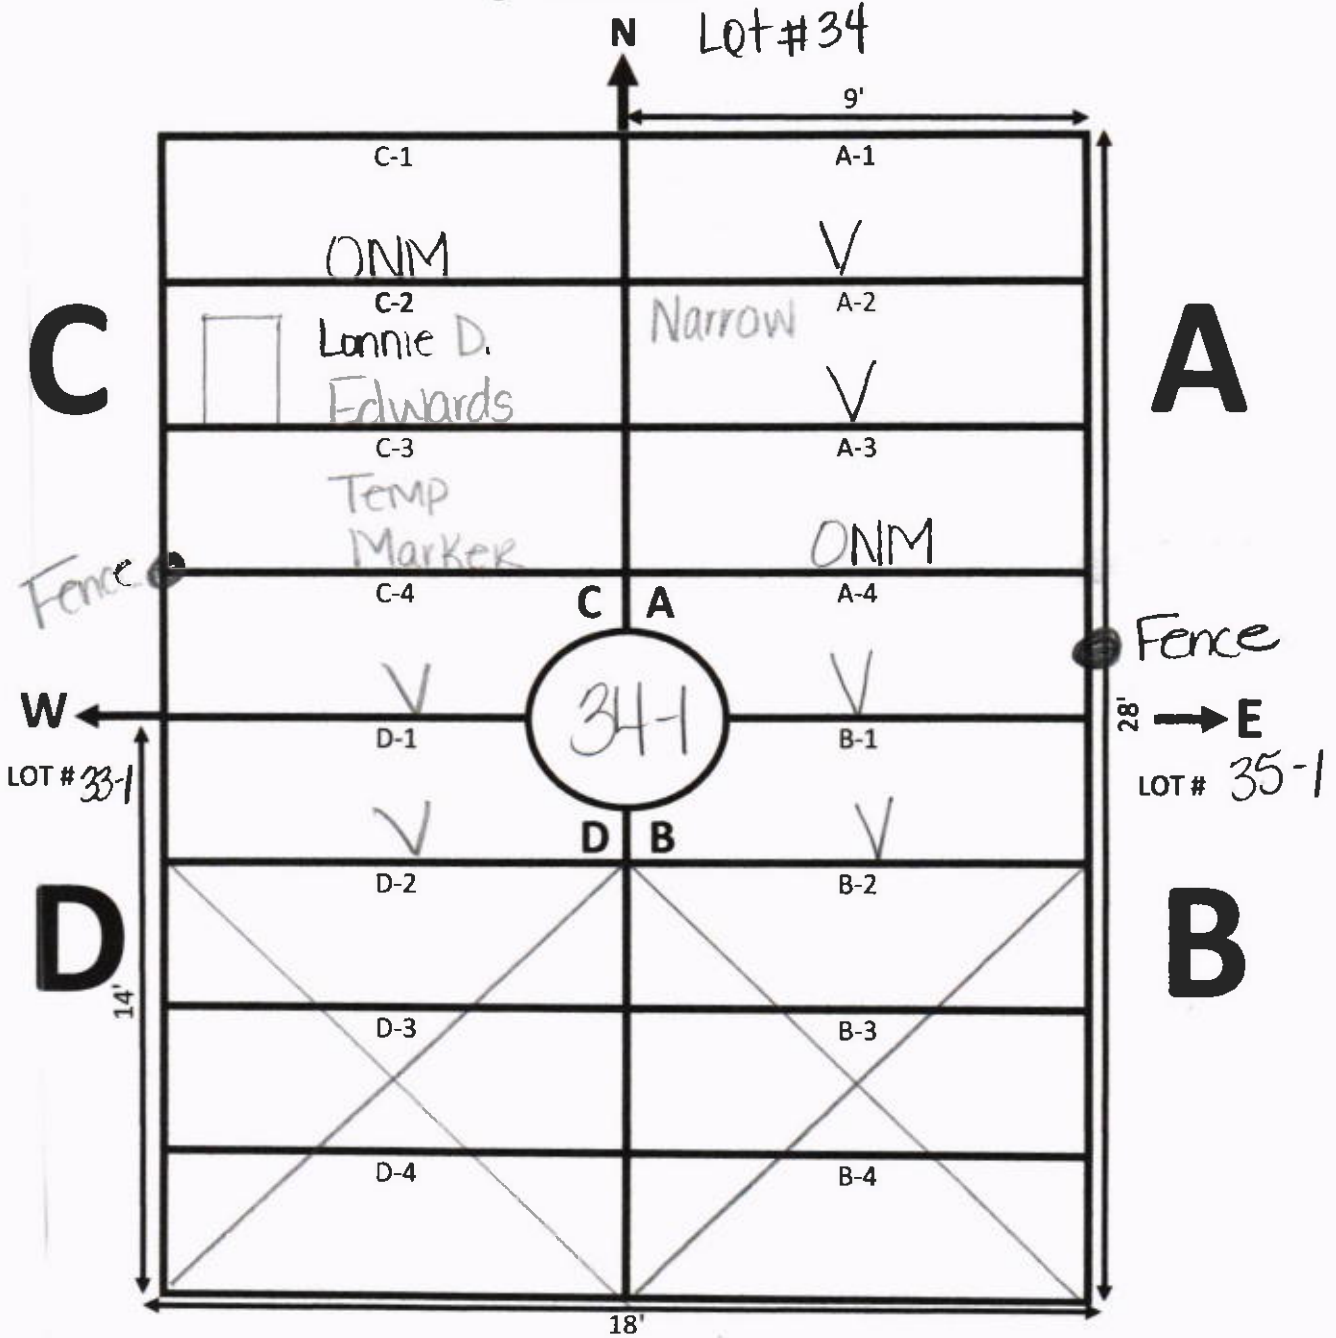 N Lot #34
9'
C-1 A-1
ONM V
C-2 Narrow A-2
Lonnie D.
Edwards V
C A
C-3 A-3
Temp
Marker ONM
Fence
C-4 C A A-4
Fence
V V
W 34-1 28' E
D-1 B-1
LOT # 33-1 LOT # 35-1
V V
D B
D-2 B-2
D B
14'
D-3 B-3
D-4 B-4
18'